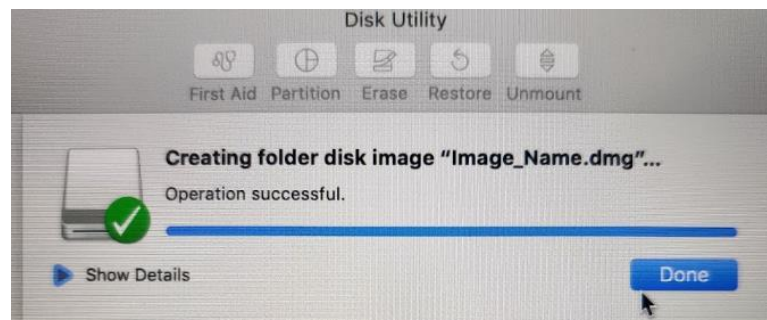 Disk Utility
First Aid Partition Erase Restore Unmount
Creating folder disk image “Image_Name.dmg”...
Operation successful.
Show Details
Done